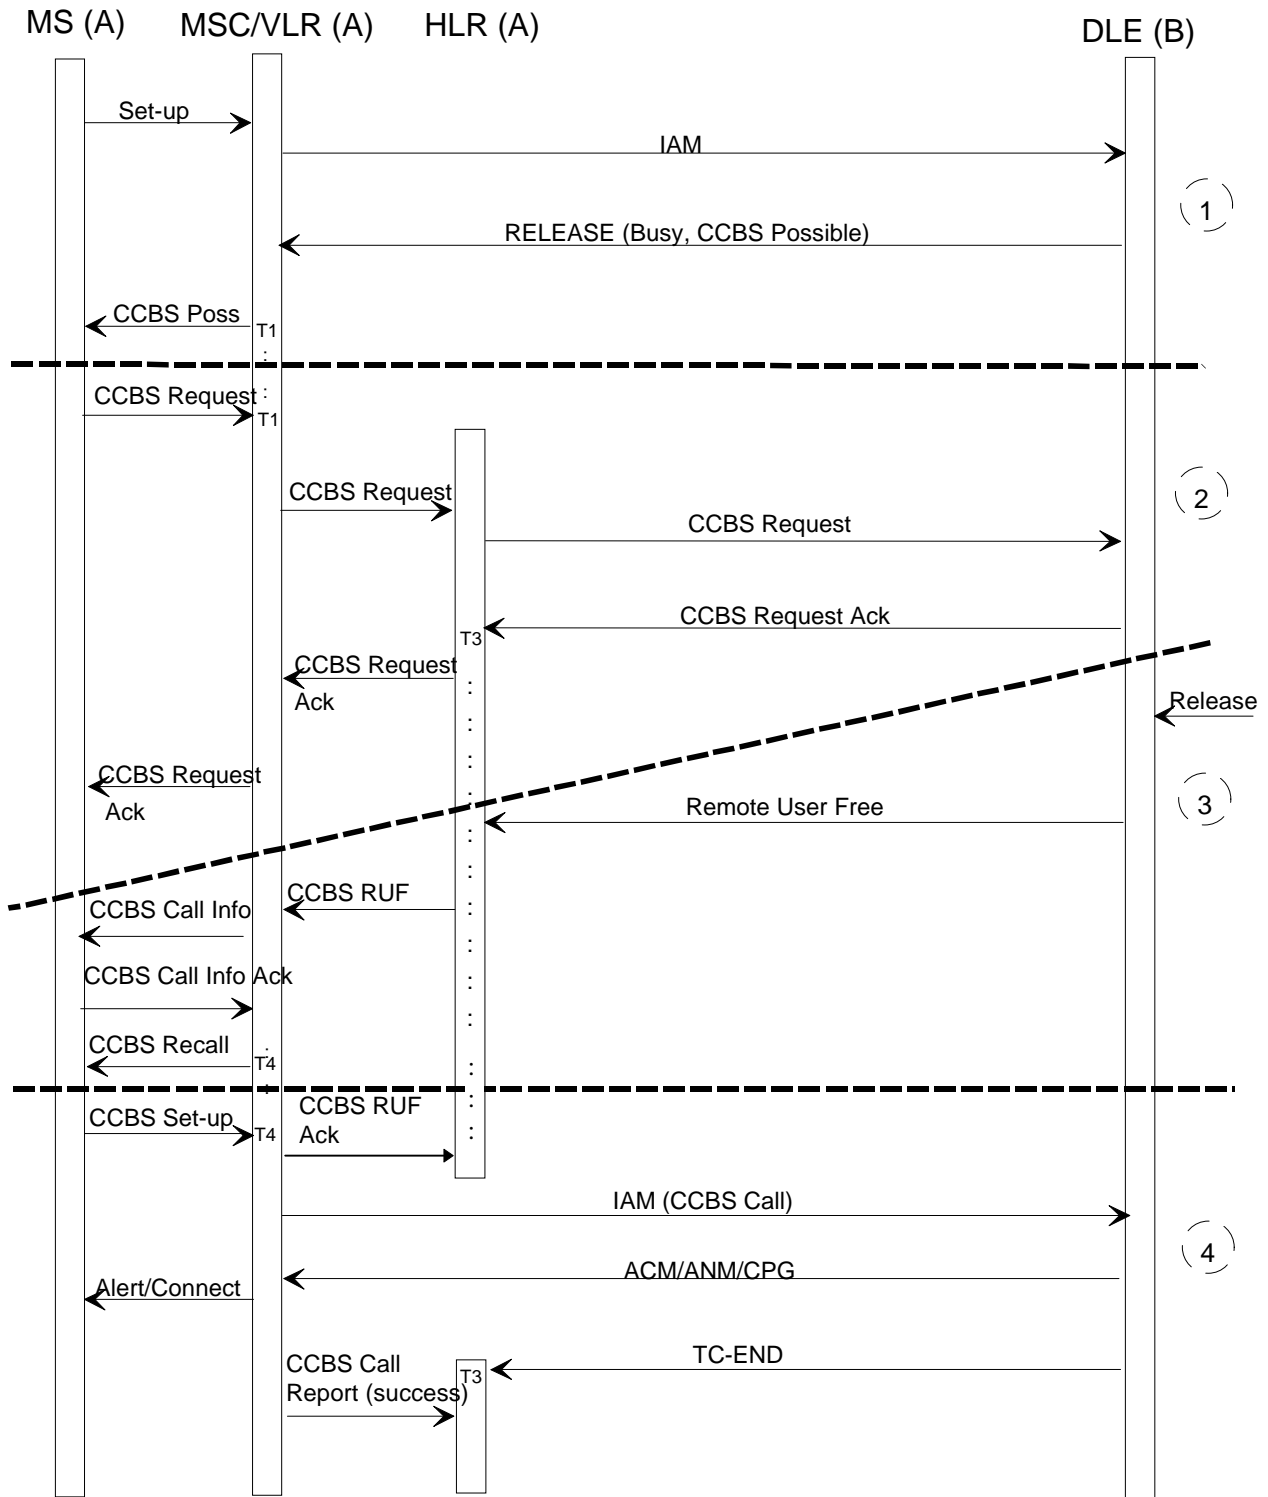 MS (A) MSC/VLR (A) HLR (A) DLE (B)
Set-up
IAM
1
RELEASE (Busy, CCBS Possible)
CCBS Poss
T1
CCBS Request
T1
CCBS Request
2
CCBS Request
CCBS Request Ack
T3
CCBS Request
Ack
Release
CCBS Request
Ack
3
Remote User Free
CCBS RUF
CCBS Call Info
CCBS Call Info Ack
CCBS Recall
T4
CCBS RUF
Ack
CCBS Set-up
T4
IAM (CCBS Call)
4
ACM/ANM/CPG
Alert/Connect
TC-END
CCBS Call
Report (success)
T3